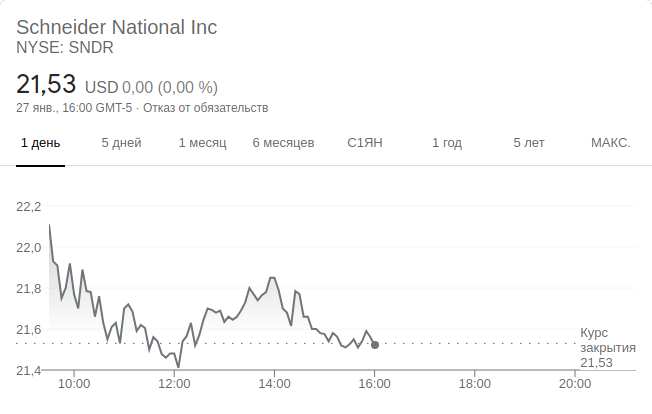 Schneider National Inc
NYSE: SNDR
21,53 USD 0,00 (0,00 %)
27 янв., 16:00 GMT-5 · Отказ от обязательств
1 день 5 дней 1 месяц 6 месяцев С1ЯН 1 год 5 лет МАКС.
22,2
22,0
21,8
21,6
21,4
Курс
закрытия
21,53
10:00 12:00 14:00 16:00 18:00 20:00